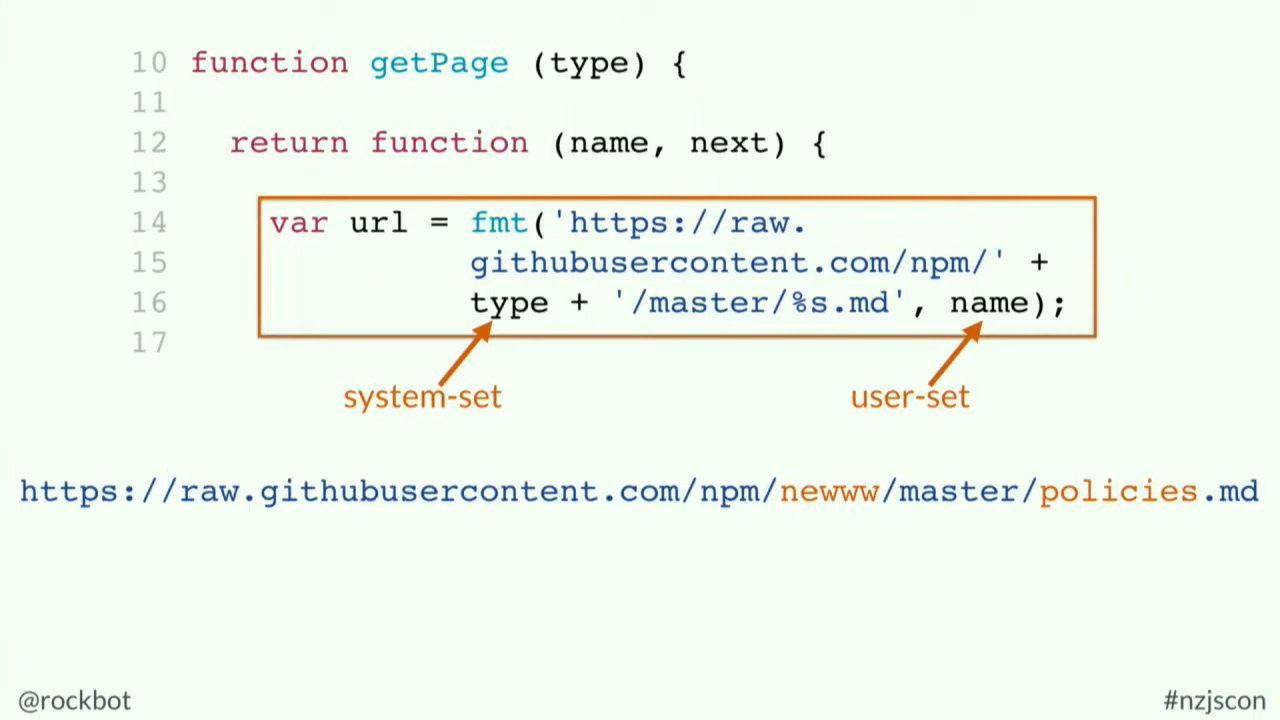 10 function getPage (type) {
11
12 return function (name, next) {
13
14 var url = fmt('https://raw.
15 githubusercontent.com/npm/' +
16 type + '/master/%s.md', name);
17
system-set user-set
https://raw.githubusercontent.com/npm/newww/master/policies.md
@rockbot #nzjscon